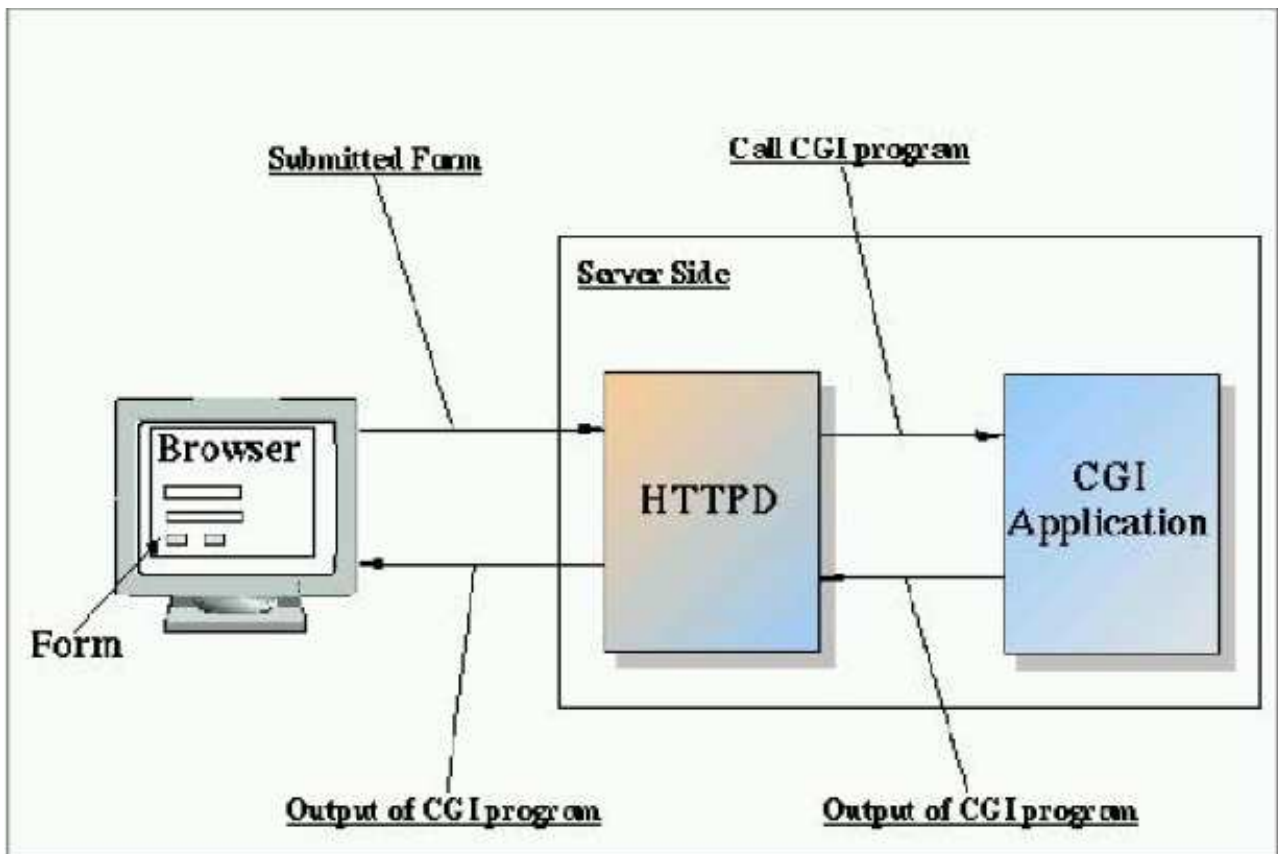 Submitted Form
Call CGI program
Server Side
Browser
HTTPD
CGI
Application
Form
Output of CGI program
Output of CGI program